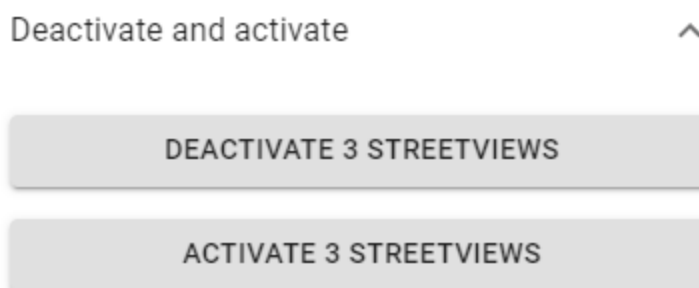 Deactivate and activate
DEACTIVATE 3 STREETVIEWS
ACTIVATE 3 STREETVIEWS